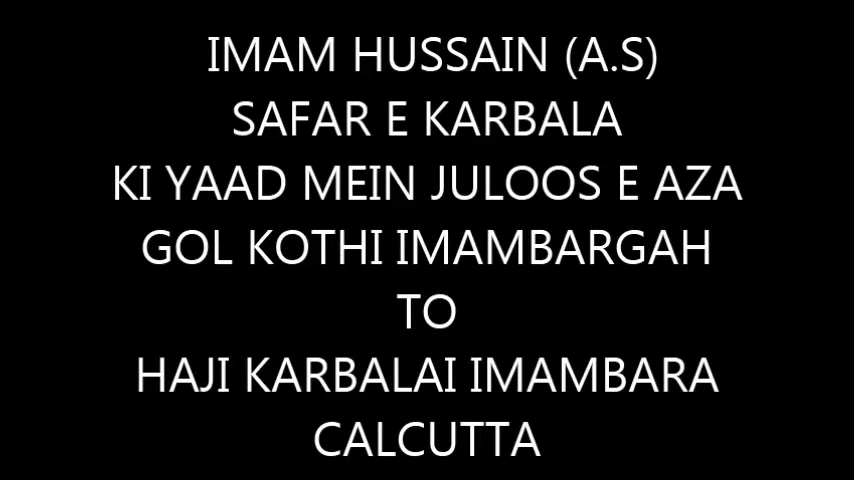 IMAM HUSSAIN (A.S)
SAFAR E KARBALA
KI YAAD MEIN JULOOS E AZA
GOL KOTHI IMAMBARGAH
TO
HAJI KARBALAI IMAMBARA
CALCUTTA